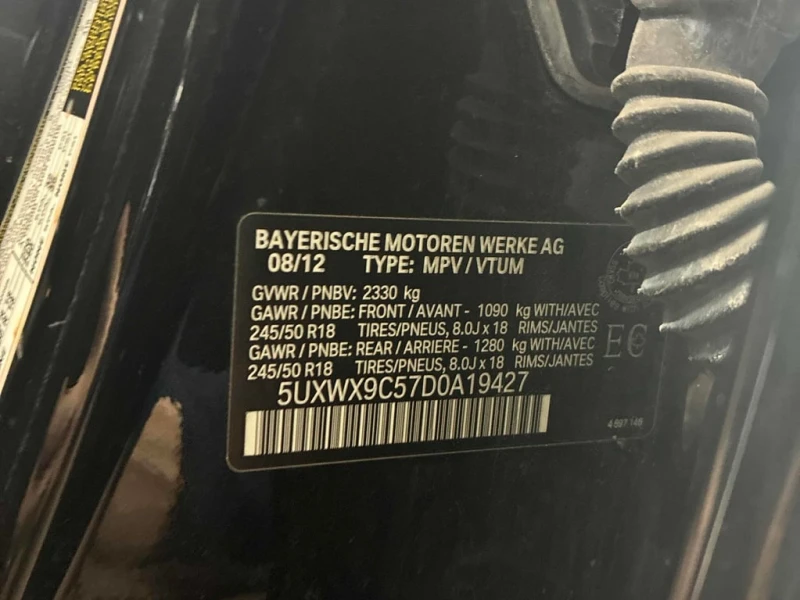 BAYERISCHE MOTOREN WERKE AG
08/12 TYPE: MPV / VTUM
GVWR / PNBV: 2330 kg
GAWR / PNBE: FRONT / AVANT - 1090 kg WITH/AVEC
245/50 R18 TIRES/PNEUS, 8.0J x 18 RIMS/JANTES
GAWR / PNBE: REAR / ARRIERE - 1280 kg WITH/AVEC
245/50 R18 TIRES/PNEUS, 8.0J x 18 RIMS/JANTES
EC
5UXWX9C57D0A19427